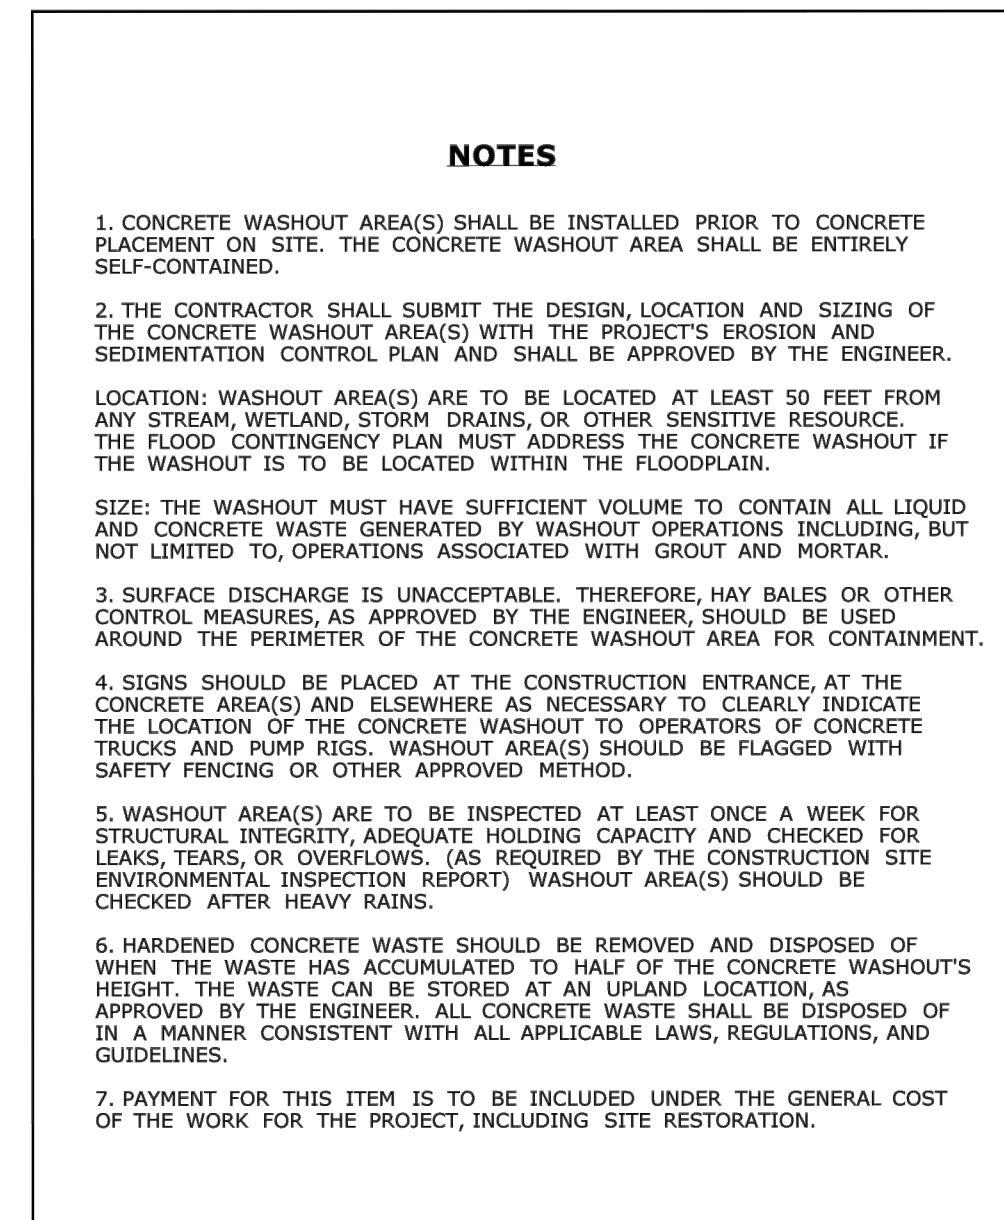 NOTES
1. CONCRETE WASHOUT AREA(S) SHALL BE INSTALLED PRIOR TO CONCRETE
PLACEMENT ON SITE. THE CONCRETE WASHOUT AREA SHALL BE ENTIRELY
SELF-CONTAINED.
2. THE CONTRACTOR SHALL SUBMIT THE DESIGN, LOCATION AND SIZING OF
THE CONCRETE WASHOUT AREA(S) WITH THE PROJECT'S EROSION AND
SEDIMENTATION CONTROL PLAN AND SHALL BE APPROVED BY THE ENGINEER.
LOCATION: WASHOUT AREA(S) ARE TO BE LOCATED AT LEAST 50 FEET FROM
ANY STREAM, WETLAND, STORM DRAINS, OR OTHER SENSITIVE RESOURCE.
THE FLOOD CONTINGENCY PLAN MUST ADDRESS THE CONCRETE WASHOUT IF
THE WASHOUT IS TO BE LOCATED WITHIN THE FLOODPLAIN.
SIZE: THE WASHOUT MUST HAVE SUFFICIENT VOLUME TO CONTAIN ALL LIQUID
AND CONCRETE WASTE GENERATED BY WASHOUT OPERATIONS INCLUDING, BUT
NOT LIMITED TO, OPERATIONS ASSOCIATED WITH GROUT AND MORTAR.
3. SURFACE DISCHARGE IS UNACCEPTABLE. THEREFORE, HAY BALES OR OTHER
CONTROL MEASURES, AS APPROVED BY THE ENGINEER, SHOULD BE USED
AROUND THE PERIMETER OF THE CONCRETE WASHOUT AREA FOR CONTAINMENT.
4. SIGNS SHOULD BE PLACED AT THE CONSTRUCTION ENTRANCE, AT THE
CONCRETE AREA(S) AND ELSEWHERE AS NECESSARY TO CLEARLY INDICATE
THE LOCATION OF THE CONCRETE WASHOUT TO OPERATORS OF CONCRETE
TRUCKS AND PUMP RIGS. WASHOUT AREA(S) SHOULD BE FLAGGED WITH
SAFETY FENCING OR OTHER APPROVED METHOD.
5. WASHOUT AREA(S) ARE TO BE INSPECTED AT LEAST ONCE A WEEK FOR
STRUCTURAL INTEGRITY, ADEQUATE HOLDING CAPACITY AND CHECKED FOR
LEAKS, TEARS, OR OVERFLOWS. (AS REQUIRED BY THE CONSTRUCTION SITE
ENVIRONMENTAL INSPECTION REPORT) WASHOUT AREA(S) SHOULD BE
CHECKED AFTER HEAVY RAINS.
6. HARDENED CONCRETE WASTE SHOULD BE REMOVED AND DISPOSED OF
WHEN THE WASTE HAS ACCUMULATED TO HALF OF THE CONCRETE WASHOUT'S
HEIGHT. THE WASTE CAN BE STORED AT AN UPLAND LOCATION, AS
APPROVED BY THE ENGINEER. ALL CONCRETE WASTE SHALL BE DISPOSED OF
IN A MANNER CONSISTENT WITH ALL APPLICABLE LAWS, REGULATIONS, AND
GUIDELINES.
7. PAYMENT FOR THIS ITEM IS TO BE INCLUDED UNDER THE GENERAL COST
OF THE WORK FOR THE PROJECT, INCLUDING SITE RESTORATION.